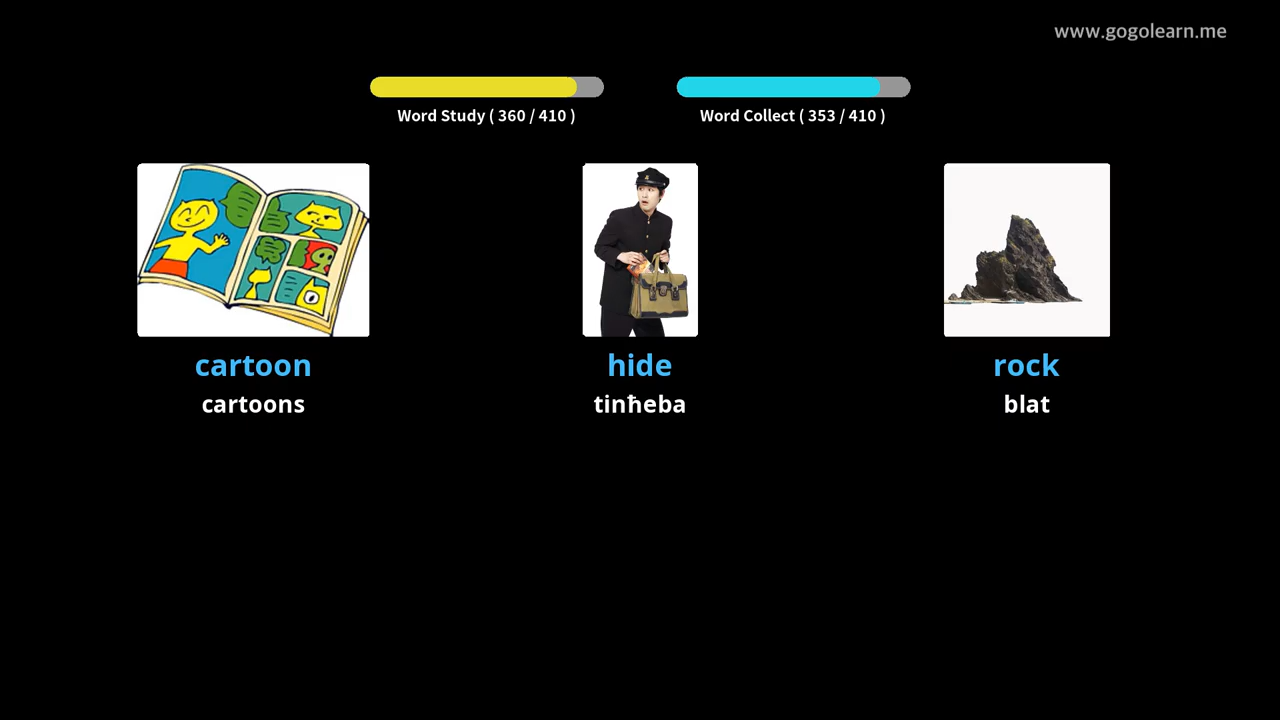 www.gogolearn.me
Word Study ( 360 / 410 )
Word Collect ( 353 / 410 )
cartoon
hide
rock
cartoons
tinħeba
blat